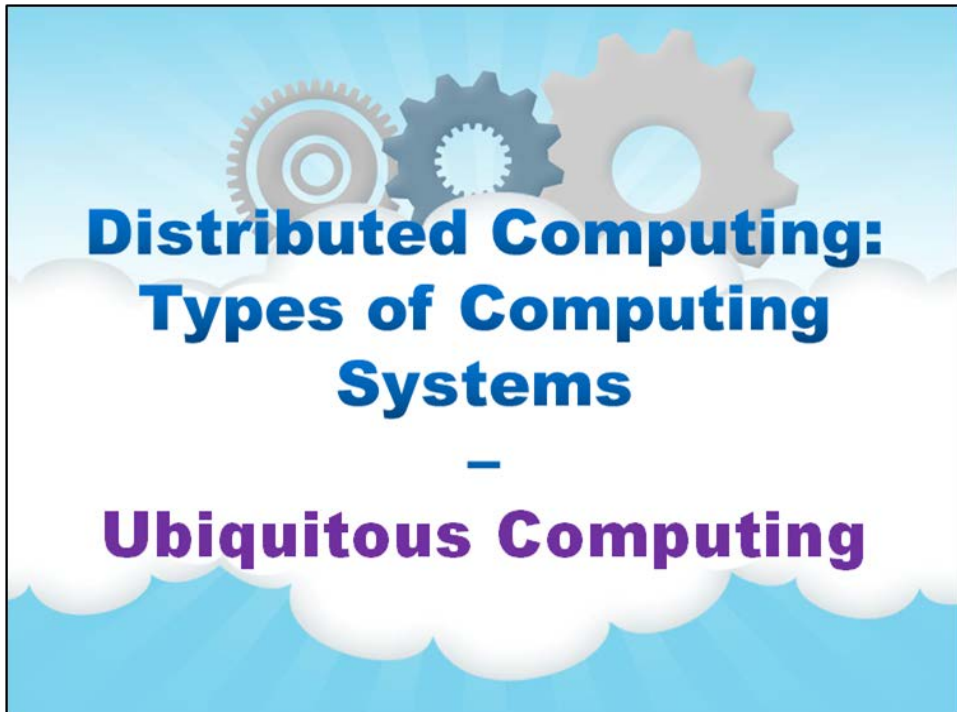 Distributed Computing:
Types of Computing
Systems
–
Ubiquitous Computing